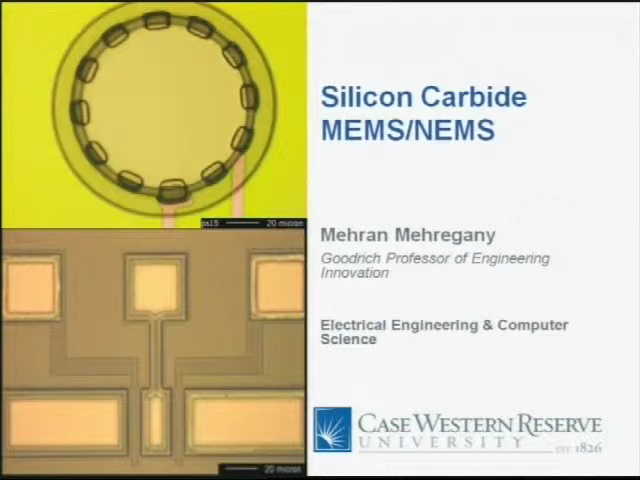 Silicon Carbide
MEMS/NEMS
Mehran Mehregany
Goodrich Professor of Engineering
Innovation
Electrical Engineering & Computer
Science
CASE WESTERN RESERVE
UNIVERSITY
EST 1826
ps15
20 micron
20 micron